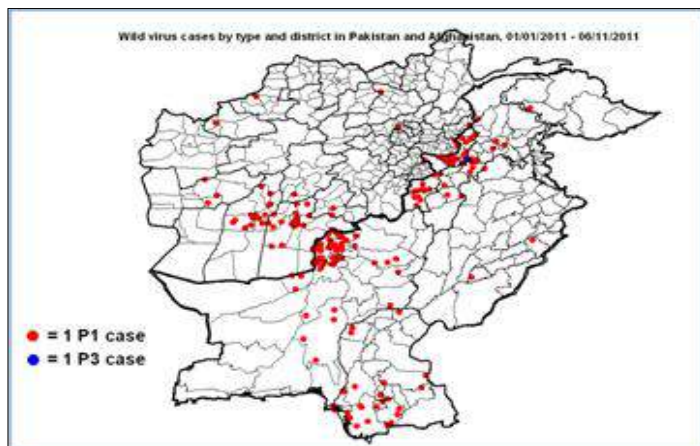 Wild virus cases by type and district in Pakistan and Afghanistan, 01/01/2011 - 06/11/2011
= 1 P1 case
= 1 P3 case